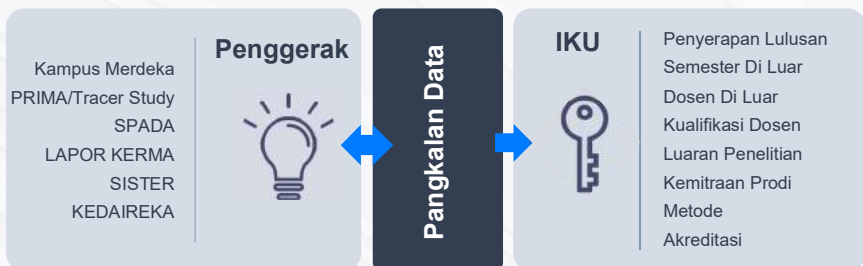 Penggerak
Kampus Merdeka
PRIMA/Tracer Study
SPADA
LAPOR KERMA
SISTER
KEDAIREKA
Pangkalan Data
IKU
Penyerapan Lulusan
Semester Di Luar
Dosen Di Luar
Kualifikasi Dosen
Luaran Penelitian
Kemitraan Prodi
Metode
Akreditasi